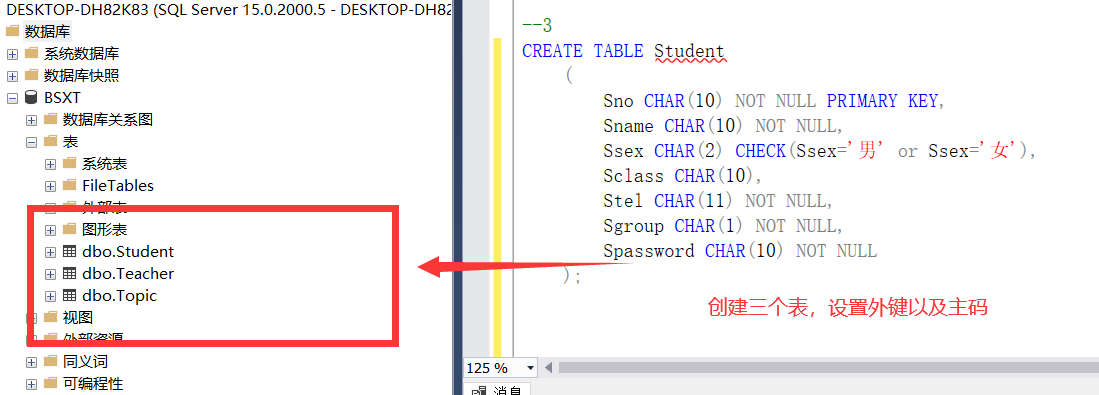 DESKTOP-DH82K83 (SQL Server 15.0.2000.5 - DESKTOP-DH82
数据库
系统数据库
数据库快照
BSXT
数据库关系图
表
系统表
FileTables
外部表
图形表
dbo.Student
dbo.Teacher
dbo.Topic
视图
外部资源
同义词
可编程性
--3
CREATE TABLE Student
(
Sno CHAR(10) NOT NULL PRIMARY KEY,
Sname CHAR(10) NOT NULL,
Ssex CHAR(2) CHECK(Ssex='男' or Ssex='女'),
Sclass CHAR(10),
Stel CHAR(11) NOT NULL,
Sgroup CHAR(1) NOT NULL,
Spassword CHAR(10) NOT NULL
);
创建三个表，设置外键以及主码
125 %
消息